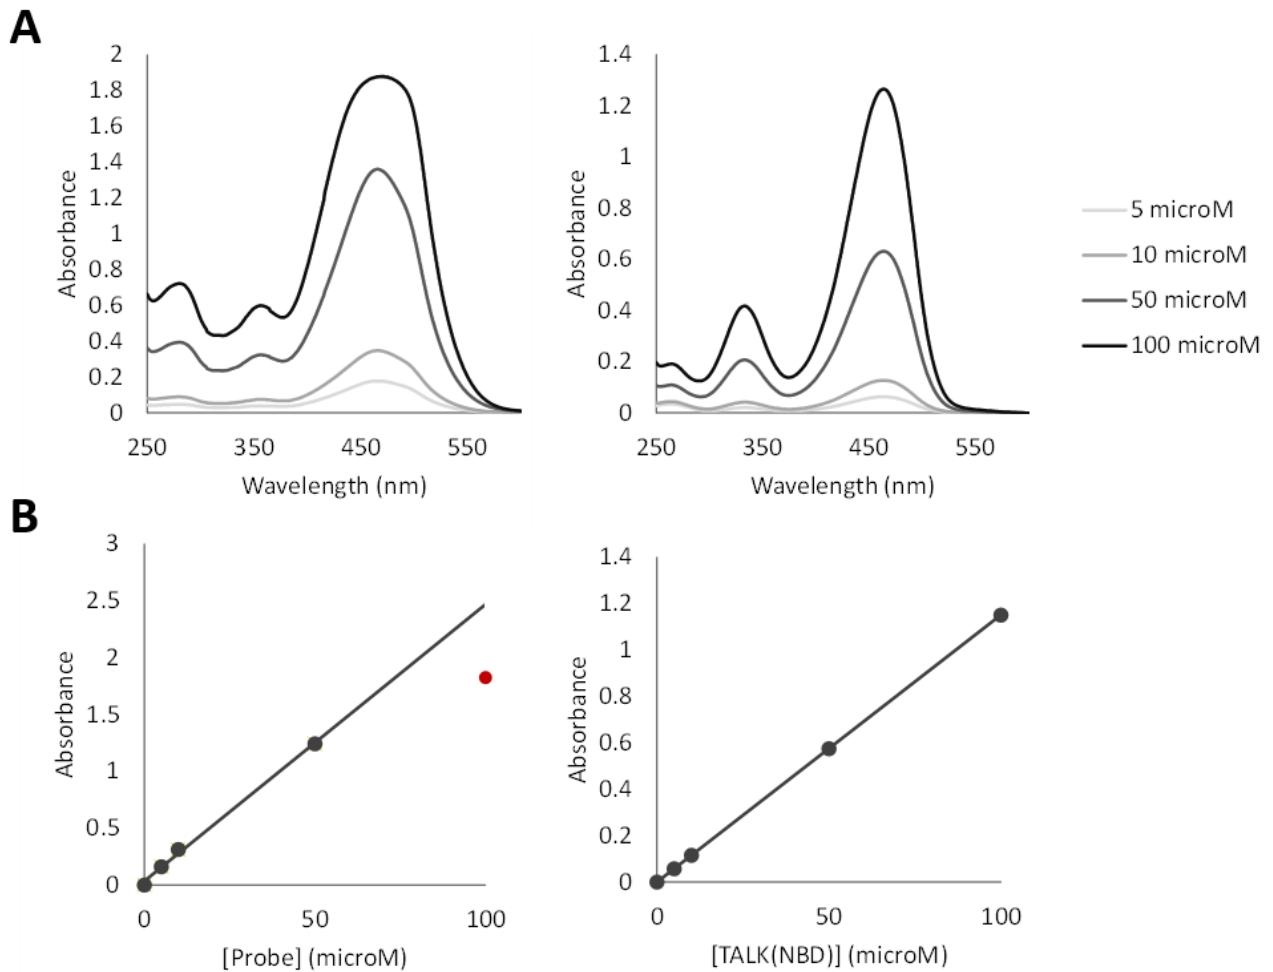 A
2
1.8
1.6
1.4
1.2
1
0.8
0.6
0.4
0.2
0
Absorbance
250 350 450 550
Wavelength (nm)
1.4
1.2
1
0.8
0.6
0.4
0.2
0
Absorbance
250 350 450 550
Wavelength (nm)
5 microM
10 microM
50 microM
100 microM
B
3
2.5
2
1.5
1
0.5
0
Absorbance
0 50 100
[Probe] (microM)
1.4
1.2
1
0.8
0.6
0.4
0.2
0
Absorbance
0 50 100
[TALK(NBD)] (microM)